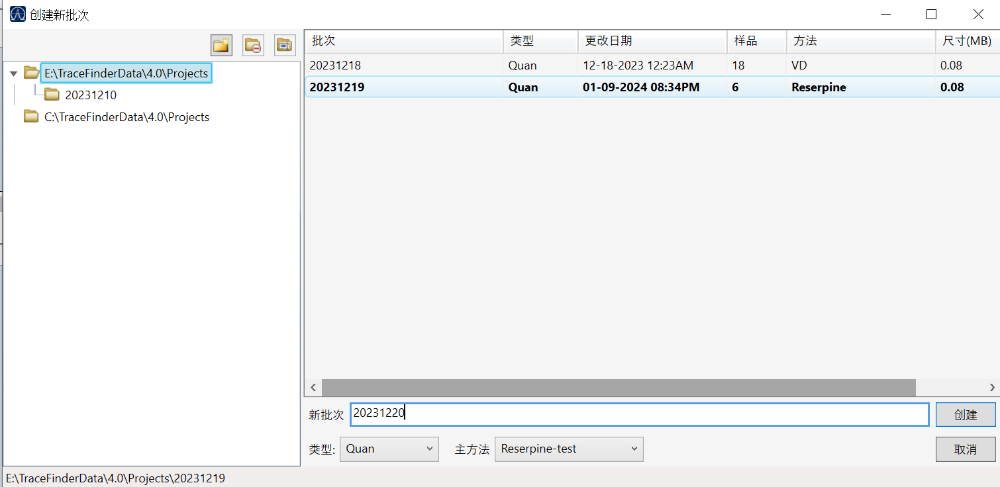 创建新批次
E:\TraceFinderData\4.0\Projects
20231210
C:\TraceFinderData\4.0\Projects
批次 类型 更改日期 样品 方法 尺寸(MB)
20231218 Quan 12-18-2023 12:23AM 18 VD 0.08
20231219 Quan 01-09-2024 08:34PM 6 Reserpine 0.08
新批次 20231220 创建
类型: Quan 主方法 Reserpine-test 取消
E:\TraceFinderData\4.0\Projects\20231219